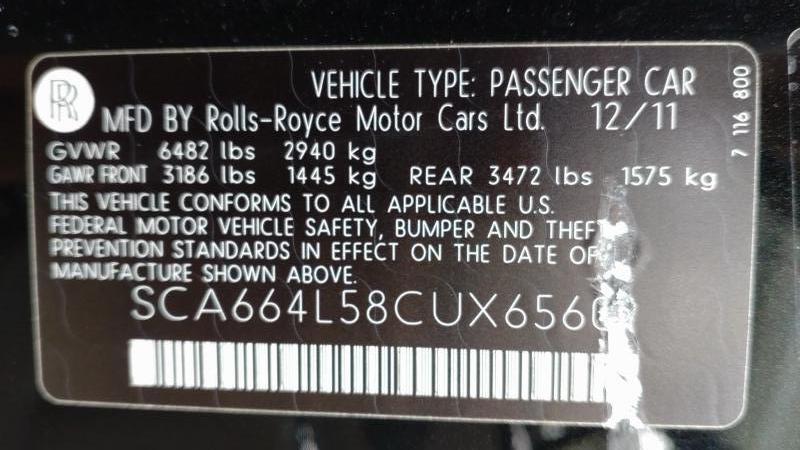 RR
VEHICLE TYPE: PASSENGER CAR
MFD BY Rolls-Royce Motor Cars Ltd. 12/11
7 116 800
GVWR 6482 lbs 2940 kg
GAWR FRONT 3186 lbs 1445 kg REAR 3472 lbs 1575 kg
THIS VEHICLE CONFORMS TO ALL APPLICABLE U.S.
FEDERAL MOTOR VEHICLE SAFETY, BUMPER AND THEFT
PREVENTION STANDARDS IN EFFECT ON THE DATE OF
MANUFACTURE SHOWN ABOVE.